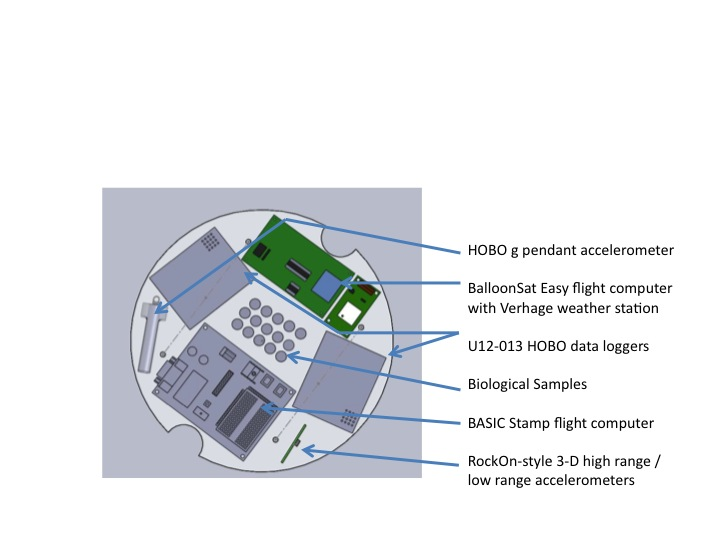 HOBO g pendant accelerometer
BalloonSat Easy flight computer
with Verhage weather station
U12-013 HOBO data loggers
Biological Samples
BASIC Stamp flight computer
RockOn-style 3-D high range /
low range accelerometers